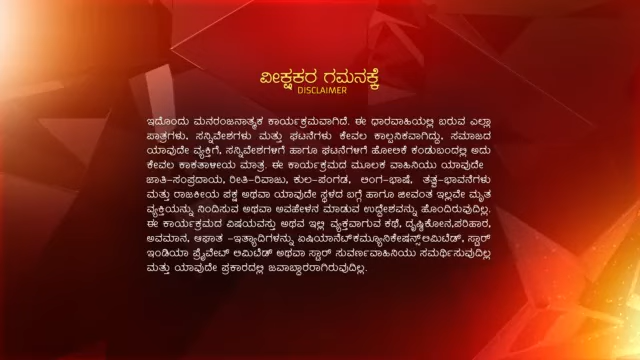 ವೀಕ್ಷಕರ ಗಮನಕ್ಕೆ
DISCLAIMER
ಇದೊಂದು ಮನರಂಜನಾತ್ಮಕ ಕಾರ್ಯಕ್ರಮವಾಗಿದೆ. ಈ ಧಾರವಾಹಿಯಲ್ಲಿ ಬರುವ ಎಲ್ಲಾ
ಪಾತ್ರಗಳು, ಸನ್ನಿವೇಶಗಳು ಮತ್ತು ಘಟನೆಗಳು ಕೇವಲ ಕಾಲ್ಪನಿಕವಾಗಿದ್ದು, ಸಮಾಜದ
ಯಾವುದೇ ವ್ಯಕ್ತಿಗೆ, ಸನ್ನಿವೇಶಗಳಿಗೆ ಹಾಗೂ ಘಟನೆಗಳಿಗೆ ಹೋಲಿಕೆ ಕಂಡುಬಂದಲ್ಲಿ ಅದು
ಕೇವಲ ಕಾಕತಾಳೀಯ ಮಾತ್ರ. ಈ ಕಾರ್ಯಕ್ರಮದ ಮೂಲಕ ವಾಹಿನಿಯು ಯಾವುದೇ
ಜಾತಿ-ಸಂಪ್ರದಾಯ, ರೀತಿ-ರಿವಾಜು, ಕುಲ-ಪಂಗಡ, ಲಿಂಗ-ಭಾಷೆ, ತತ್ವ-ಭಾವನೆಗಳು
ಮತ್ತು ರಾಜಕೀಯ ಪಕ್ಷ ಅಥವಾ ಯಾವುದೇ ಸ್ಥಳದ ಬಗ್ಗೆ ಹಾಗೂ ಜೀವಂತ ಇಲ್ಲವೇ ಮೃತ
ವ್ಯಕ್ತಿಯನ್ನು ನಿಂದಿಸುವ ಅಥವಾ ಅವಹೇಳನ ಮಾಡುವ ಉದ್ದೇಶವನ್ನು ಹೊಂದಿರುವುದಿಲ್ಲ.
ಈ ಕಾರ್ಯಕ್ರಮದ ವಿಷಯವಸ್ತು ಅಥವ ಇಲ್ಲಿ ವ್ಯಕ್ತವಾಗುವ ಕಥೆ, ದೃಷ್ಟಿಕೋನ,ಪರಿಹಾರ,
ಅವಮಾನ, ಆಘಾತ -ಇತ್ಯಾದಿಗಳನ್ನು ಏಷಿಯಾನೆಟ್‌ಕಮ್ಯೂನಿಕೇಷನ್ಸ್ ಲಿಮಿಟೆಡ್, ಸ್ಟಾರ್
ಇಂಡಿಯಾ ಪ್ರೈವೇಟ್ ಲಿಮಿಟೆಡ್ ಅಥವಾ ಸ್ಟಾರ್ ಸುವರ್ಣವಾಹಿನಿಯು ಸಮರ್ಥಿಸುವುದಿಲ್ಲ
ಮತ್ತು ಯಾವುದೇ ಪ್ರಕಾರದಲ್ಲಿ ಜವಾಬ್ದಾರರಾಗಿರುವುದಿಲ್ಲ.